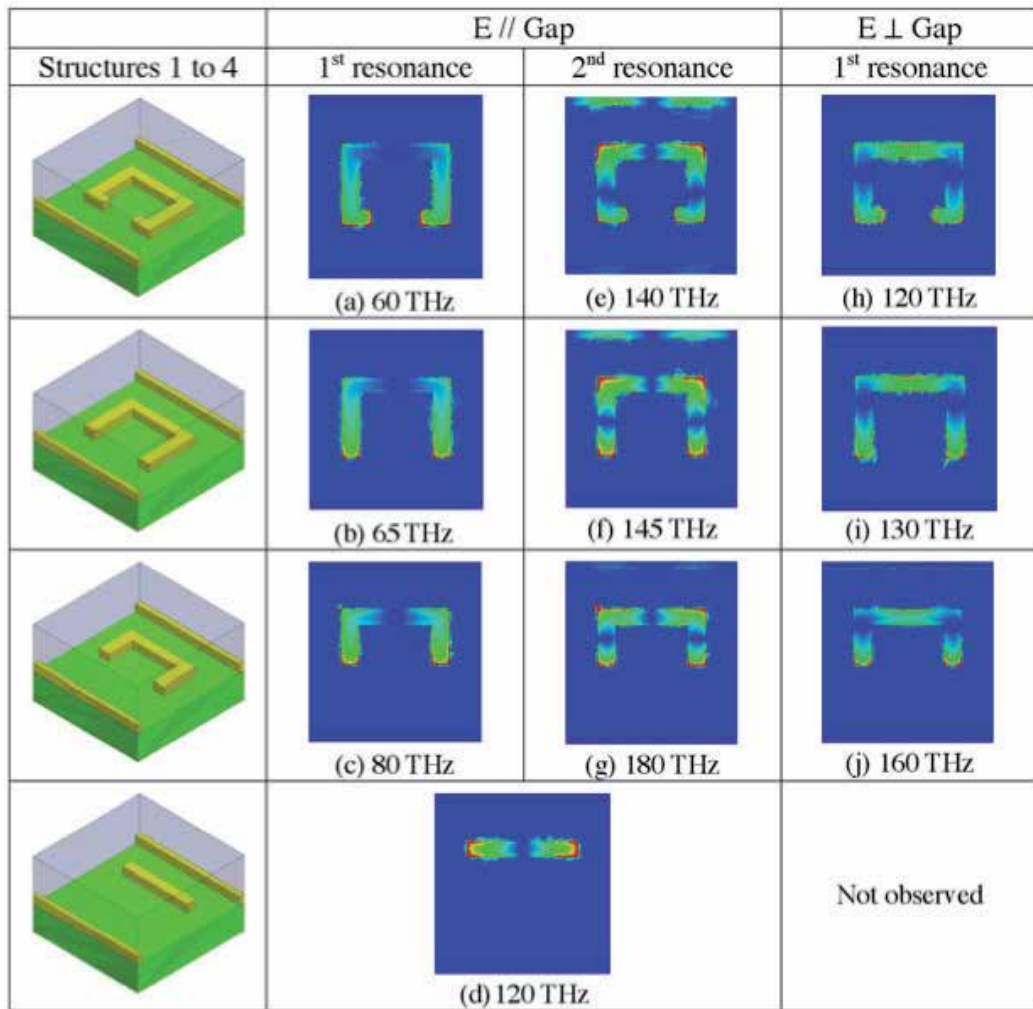 E // Gap E ⊥ Gap
Structures 1 to 4 1st resonance 2nd resonance 1st resonance
(a) 60 THz (e) 140 THz (h) 120 THz
(b) 65 THz (f) 145 THz (i) 130 THz
(c) 80 THz (g) 180 THz (j) 160 THz
Not observed
(d) 120 THz